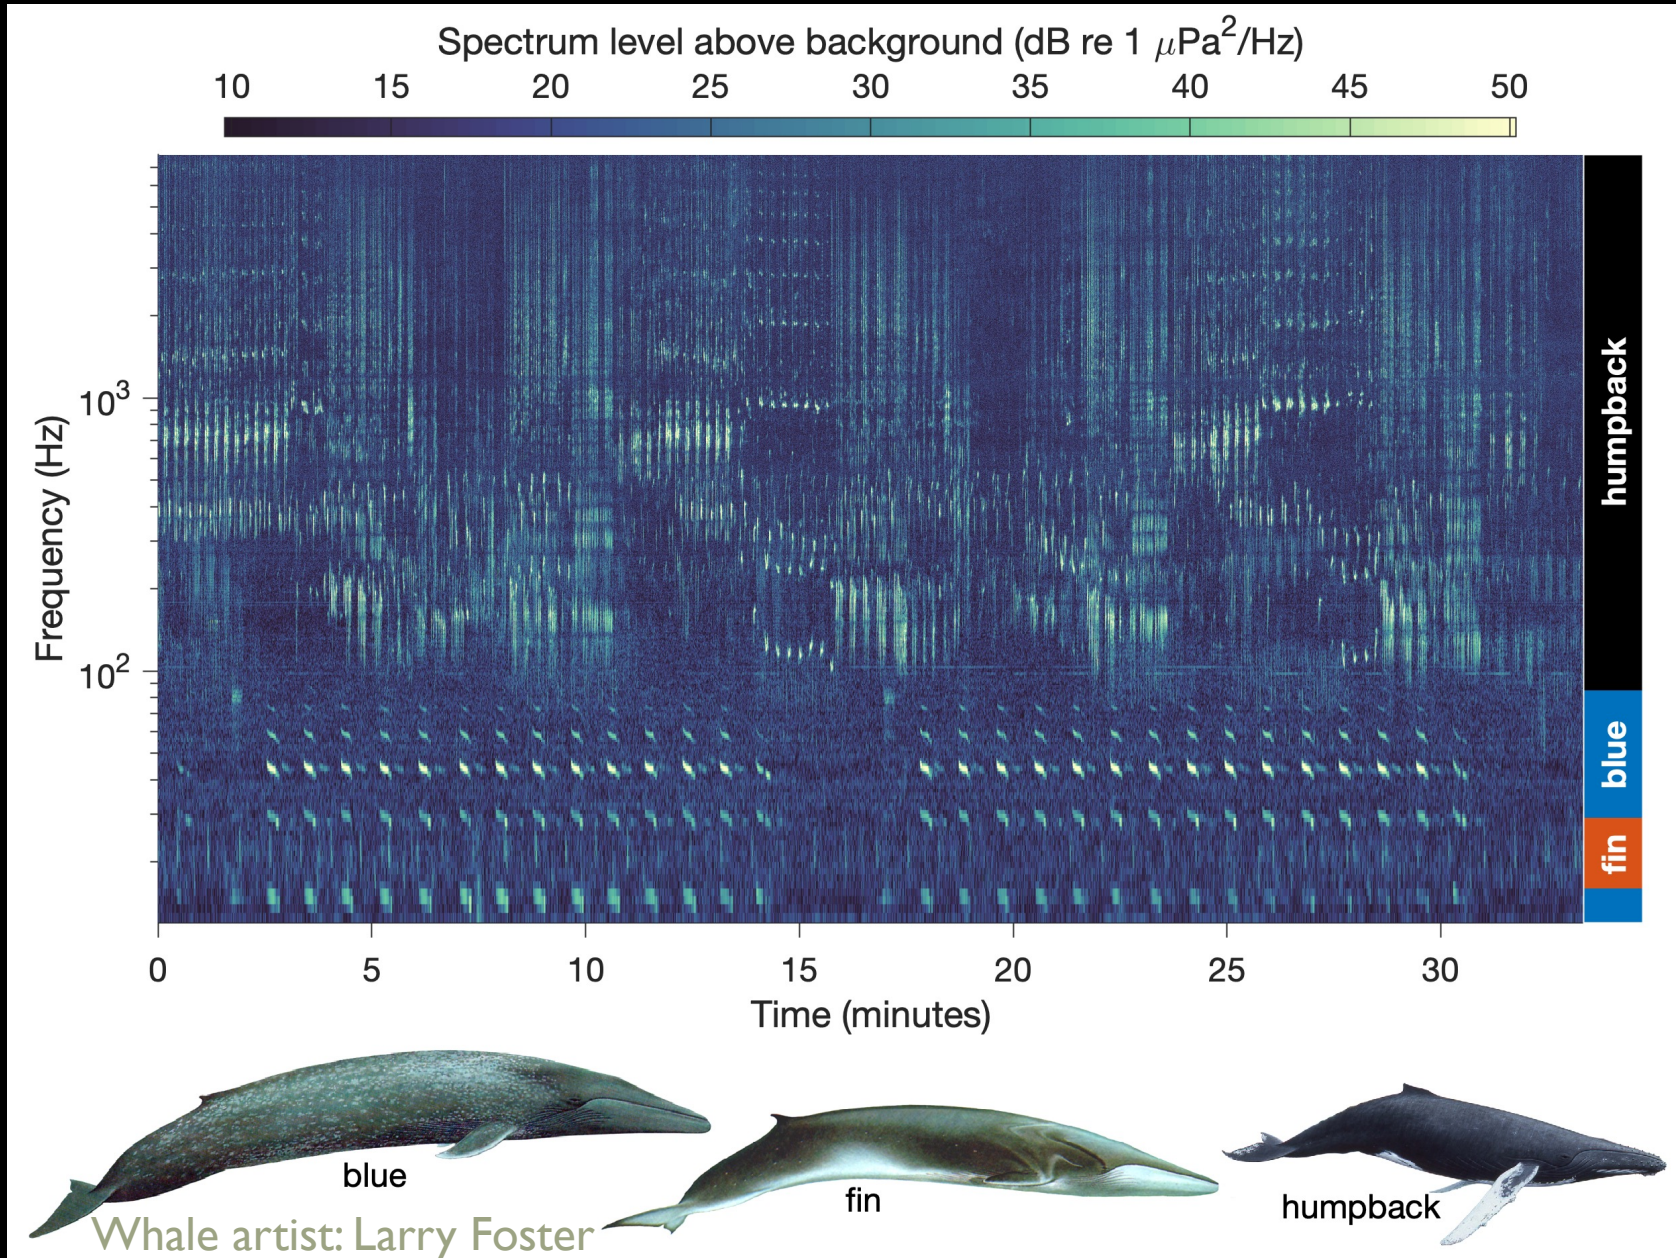 Spectrum level above background (dB re 1 μPa²/Hz)
10 15 20 25 30 35 40 45 50
Frequency (Hz)
10³
10²
humpback
blue
fin
0 5 10 15 20 25 30
Time (minutes)
blue
fin
humpback
Whale artist: Larry Foster